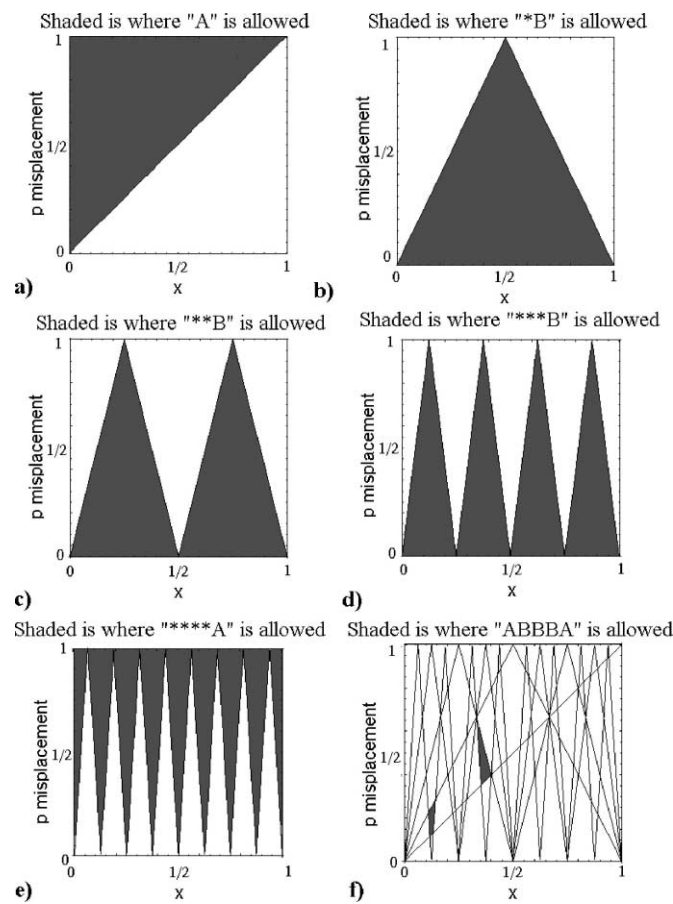 Shaded is where "A" is allowed
1
p misplacement
1/2
0
0
1/2
1
X
a)
Shaded is where "*B" is allowed
1
p misplacement
1/2
0
0
1/2
1
X
b)
Shaded is where "**B" is allowed
1
p misplacement
1/2
0
0
1/2
1
X
c)
Shaded is where "***B" is allowed
1
p misplacement
1/2
0
0
1/2
1
X
d)
Shaded is where "****A" is allowed
1
p misplacement
1/2
0
0
1/2
1
X
e)
Shaded is where "ABBBA" is allowed
1
p misplacement
1/2
0
0
1/2
1
X
f)